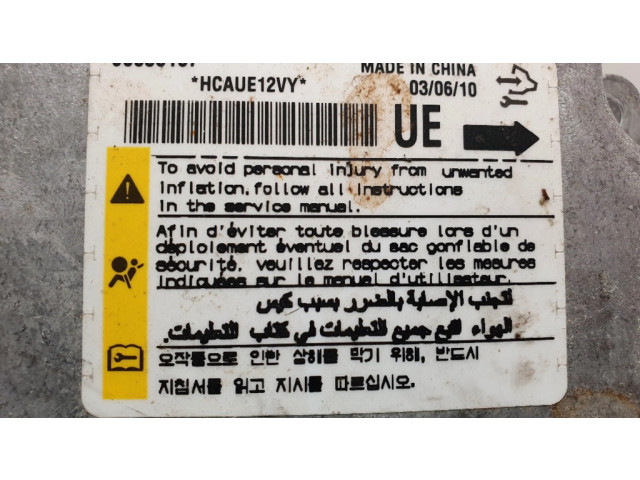 MADE IN CHINA
*HCAUE12VY*
03/06/10
UE
To avoid personal injury from unwanted
inflation, follow all instructions
in the service manual.
Afin d'éviter toute blessure lors d'un
déploiement éventuel du sac gonflable de
sécurité, veuillez respecter les mesures
indiquées sur le manuel d'utilisateur.
لتجنب الإصابة بالضرر بسبب كيس
الهواء اتبع جميع التعليمات في كتاب التعليمات.
오작동으로 인한 상해를 막기 위해, 반드시
지침서를 읽고 지시를 따르십시오.